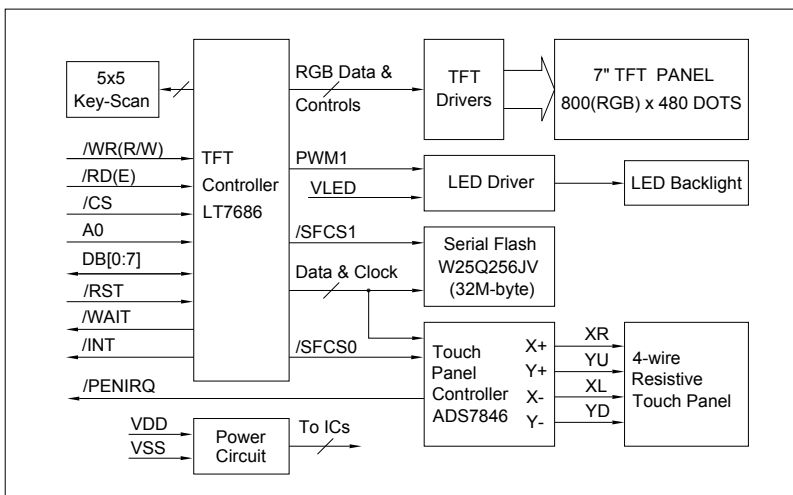 5x5
Key-Scan
/WR(R/W)
/RD(E)
/CS
A0
DB[0:7]
/RST
/WAIT
/INT
/PENIRQ
TFT
Controller
LT7686
RGB Data &
Controls
PWM1
VLED
/SFCS1
Data & Clock
/SFCS0
TFT
Drivers
7" TFT PANEL
800(RGB) x 480 DOTS
LED Driver
LED Backlight
Serial Flash
W25Q256JV
(32M-byte)
Touch
Panel
Controller
ADS7846
X+
Y+
X-
Y-
XR
YU
XL
YD
4-wire
Resistive
Touch Panel
VDD
VSS
Power
Circuit
To ICs